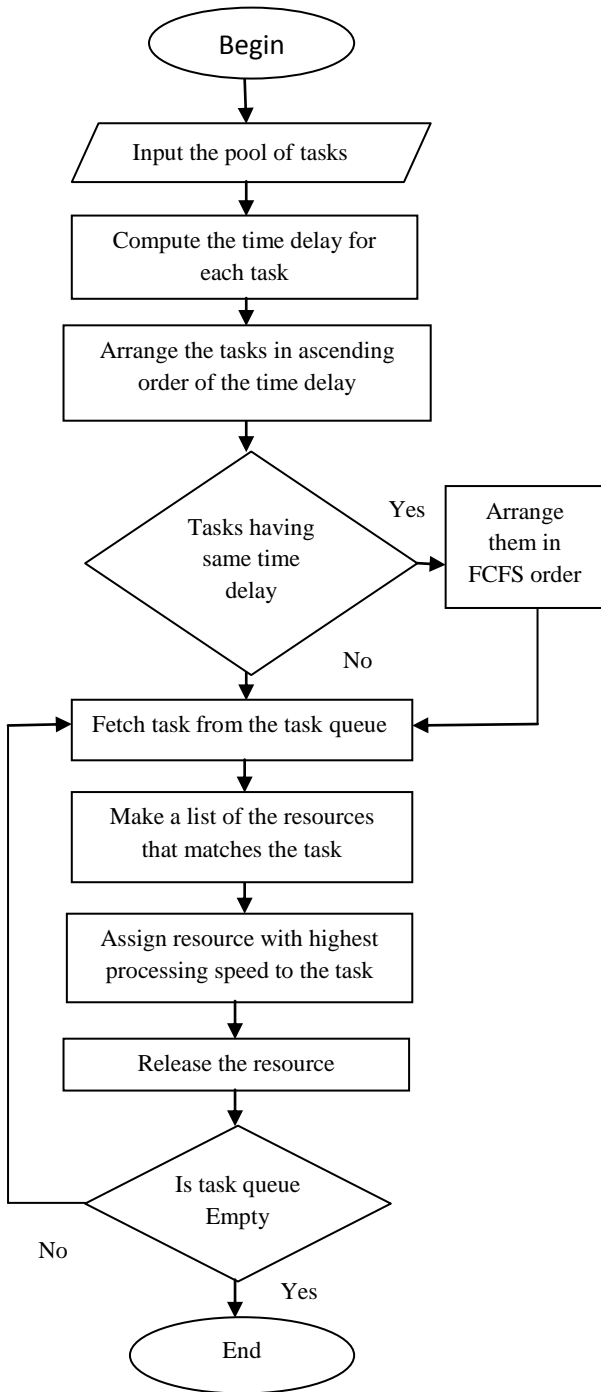 Begin
Input the pool of tasks
Compute the time delay for
each task
Arrange the tasks in ascending
order of the time delay
Tasks having
same time
delay
Yes
Arrange
them in
FCFS order
No
Fetch task from the task queue
Make a list of the resources
that matches the task
Assign resource with highest
processing speed to the task
Release the resource
Is task queue
Empty
No
Yes
End